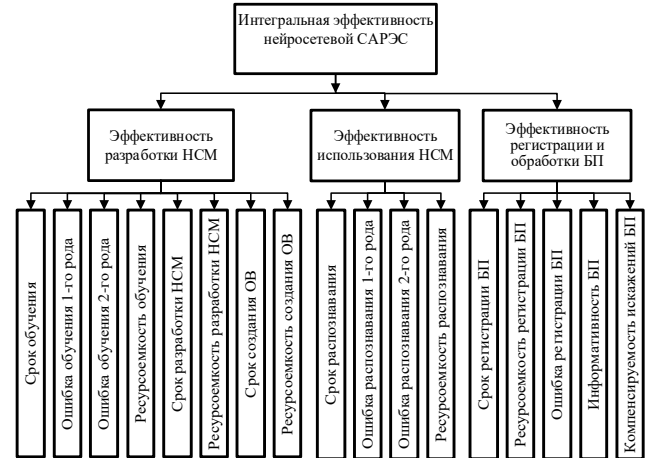 Интегральная эффективность
нейросетевой САРЭС
Эффективность
разработки НСМ
Эффективность
использования НСМ
Эффективность
регистрации и
обработки БП
Срок обучения
Ошибка обучения 1-го рода
Ошибка обучения 2-го рода
Ресурсоемкость обучения
Срок разработки НСМ
Ресурсоемкость разработки НСМ
Срок создания ОВ
Ресурсоемкость создания ОВ
Срок распознавания
Ошибка распознавания 1-го рода
Ошибка распознавания 2-го рода
Ресурсоемкость распознавания
Срок регистрации БП
Ресурсоемкость регистрации БП
Ошибка регистрации БП
Информативность БП
Компенсируемость искажений БП